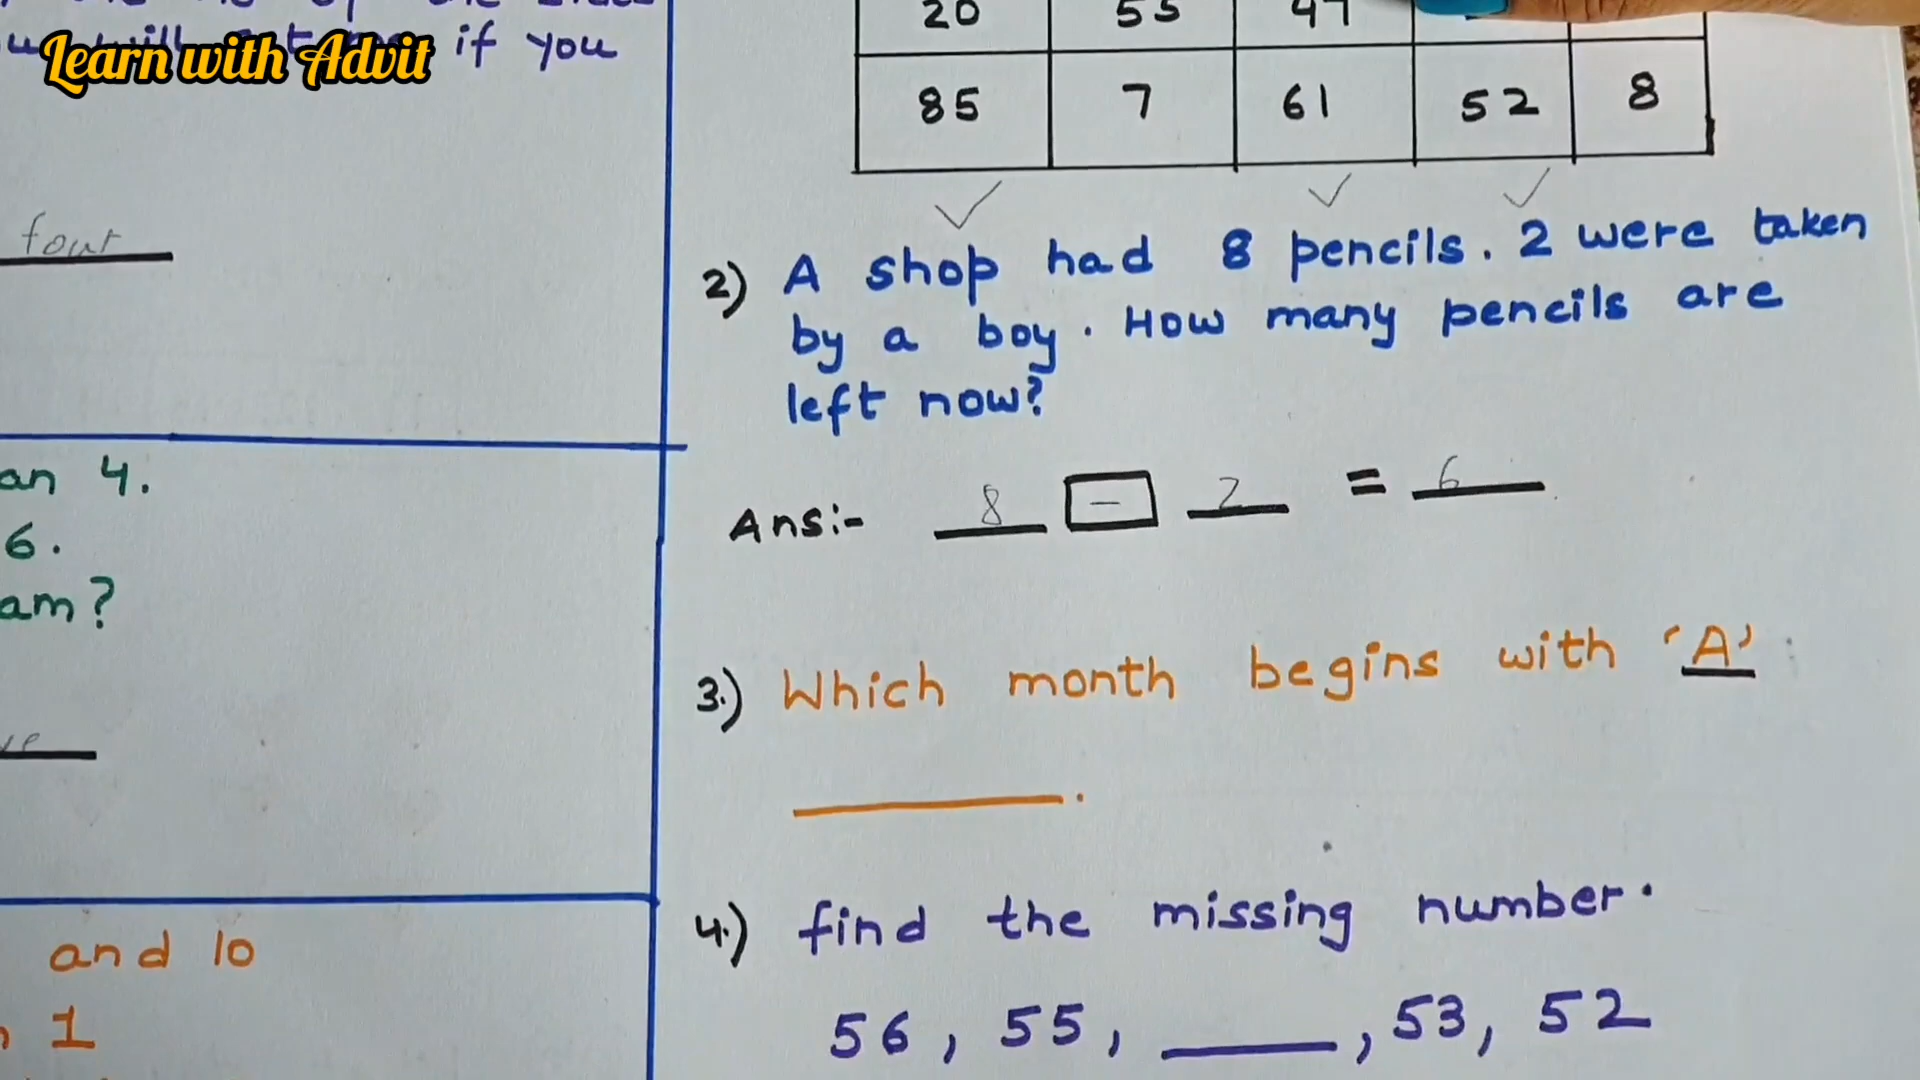 if you
Learn with Advit
four
an 4.
6.
am?
and 10
1
20 55 47
85 7 61 52 8
2) A shop had 8 pencils. 2 were taken
by a boy. How many pencils are
left now?
Ans:- 8 - 2 = 6
3.) Which month begins with 'A'
.
4.) find the missing number.
56, 55, ____, 53, 52